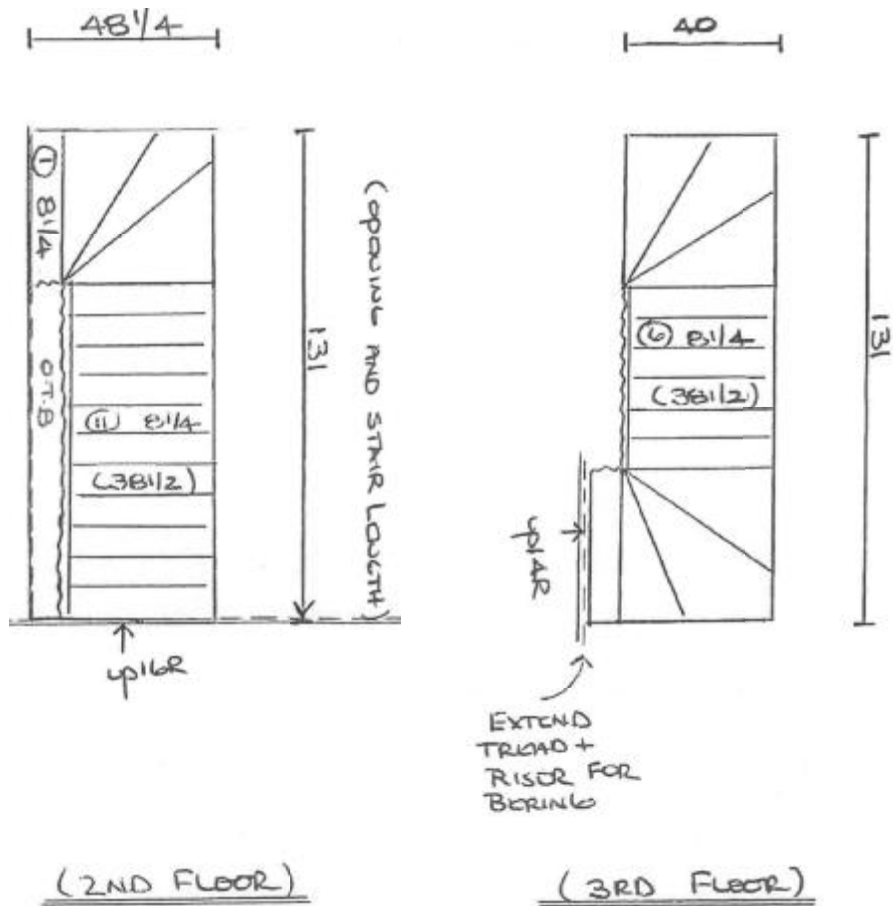 48 1/4
① 8 1/4
O.T.B
⑪ 8 1/4
(38 1/2)
131
(OPENING AND STAIR LENGTH)
up 16R
(2ND FLOOR)
40
⑥ 8 1/4
(38 1/2)
131
up 14R
EXTEND
TREAD +
RISER FOR
BERING
(3RD FLOOR)